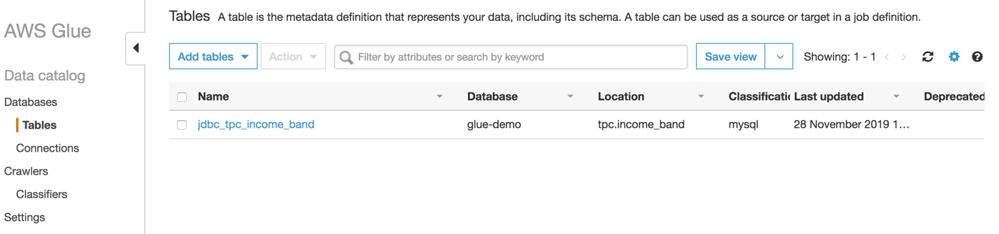 AWS Glue
Data catalog
Databases
Tables
Connections
Crawlers
Classifiers
Settings
Tables A table is the metadata definition that represents your data, including its schema. A table can be used as a source or target in a job definition.
Add tables Action Filter by attributes or search by keyword Save view Showing: 1 - 1
Name Database Location Classificatic Last updated Deprecated
jdbc_tpc_income_band glue-demo tpc.income_band mysql 28 November 2019 1…